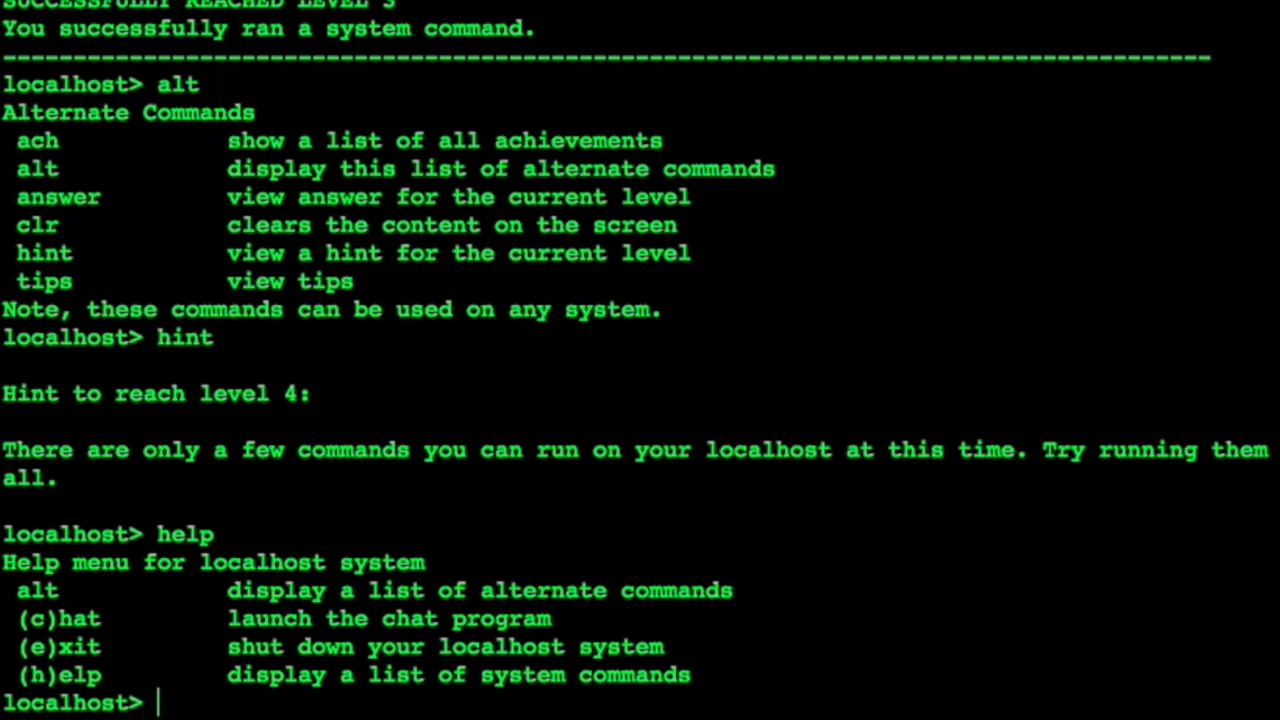 SUCCESSFULLY REACHED LEVEL 3
You successfully ran a system command.
--------------------------------------------------------------------------------------
localhost> alt
Alternate Commands
 ach            show a list of all achievements
 alt            display this list of alternate commands
 answer         view answer for the current level
 clr            clears the content on the screen
 hint           view a hint for the current level
 tips           view tips
Note, these commands can be used on any system.
localhost> hint
Hint to reach level 4:
There are only a few commands you can run on your localhost at this time. Try running them
all.
localhost> help
Help menu for localhost system
 alt            display a list of alternate commands
 (c)hat         launch the chat program
 (e)xit         shut down your localhost system
 (h)elp         display a list of system commands
localhost>